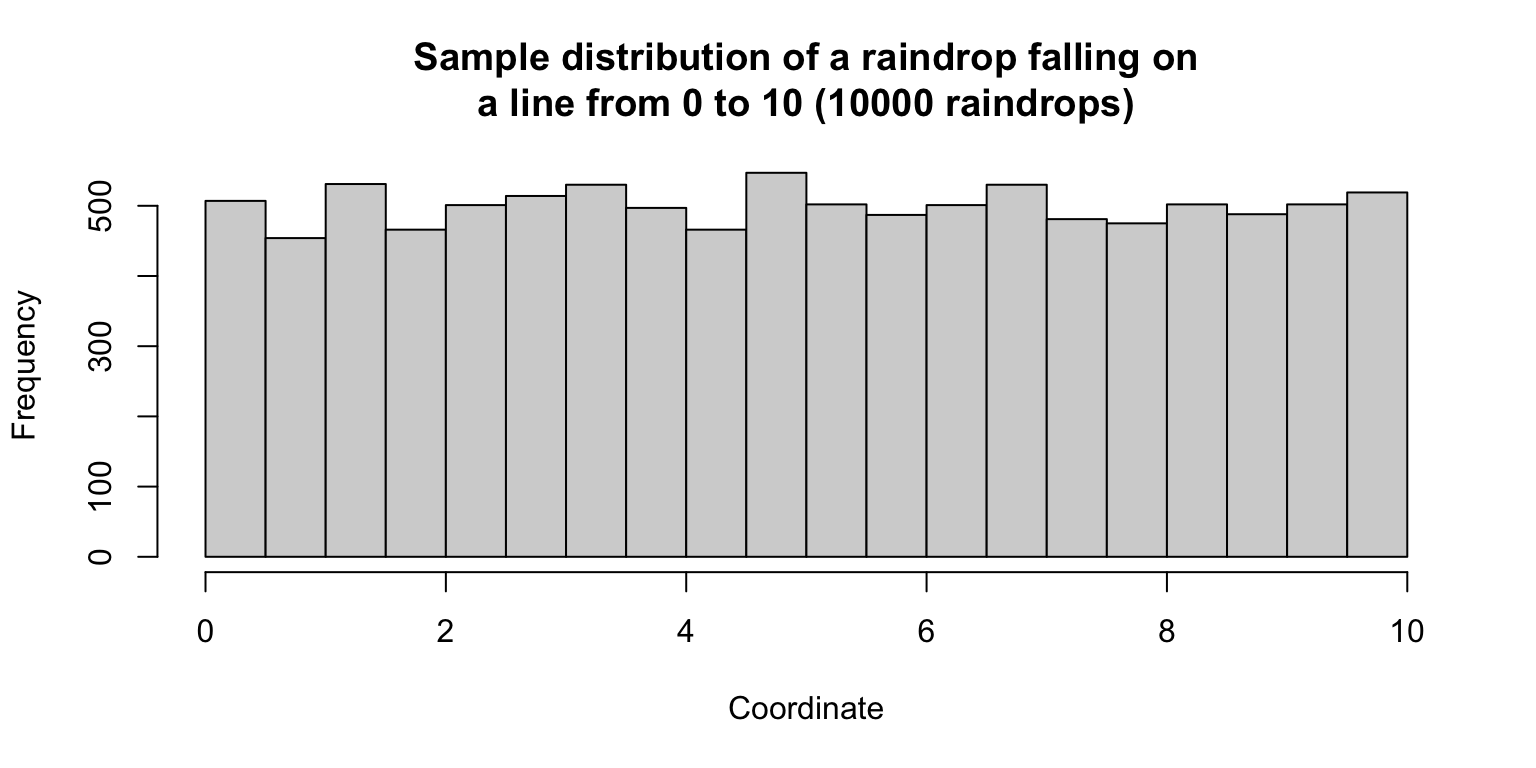 Sample distribution of a raindrop falling on
a line from 0 to 10 (10000 raindrops)
Frequency
500
300
100
0
0 2 4 6 8 10
Coordinate